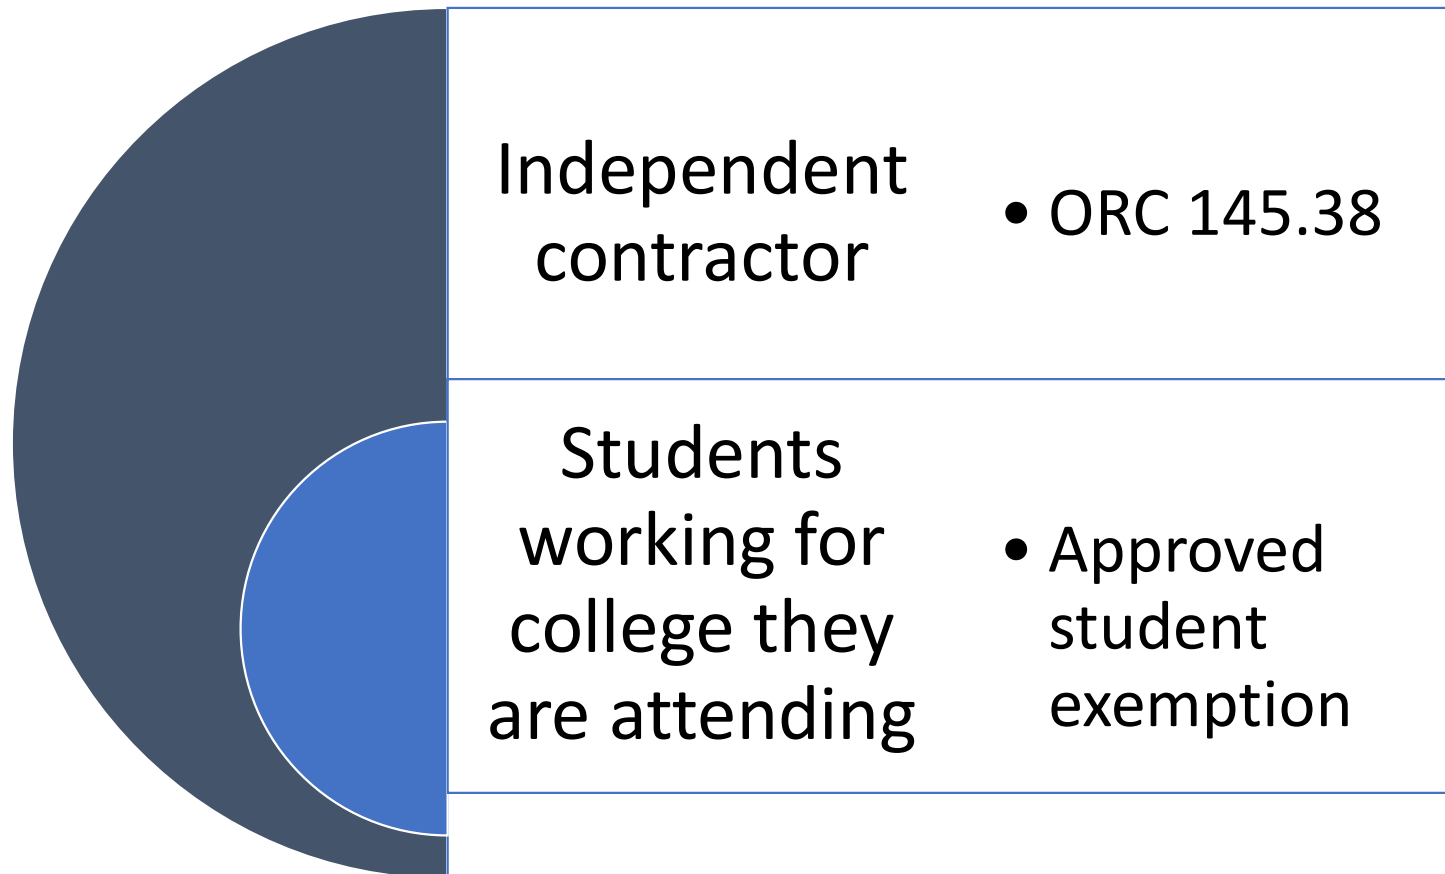 Independent
contractor
• ORC 145.38
Students
working for
college they
are attending
• Approved
student
exemption